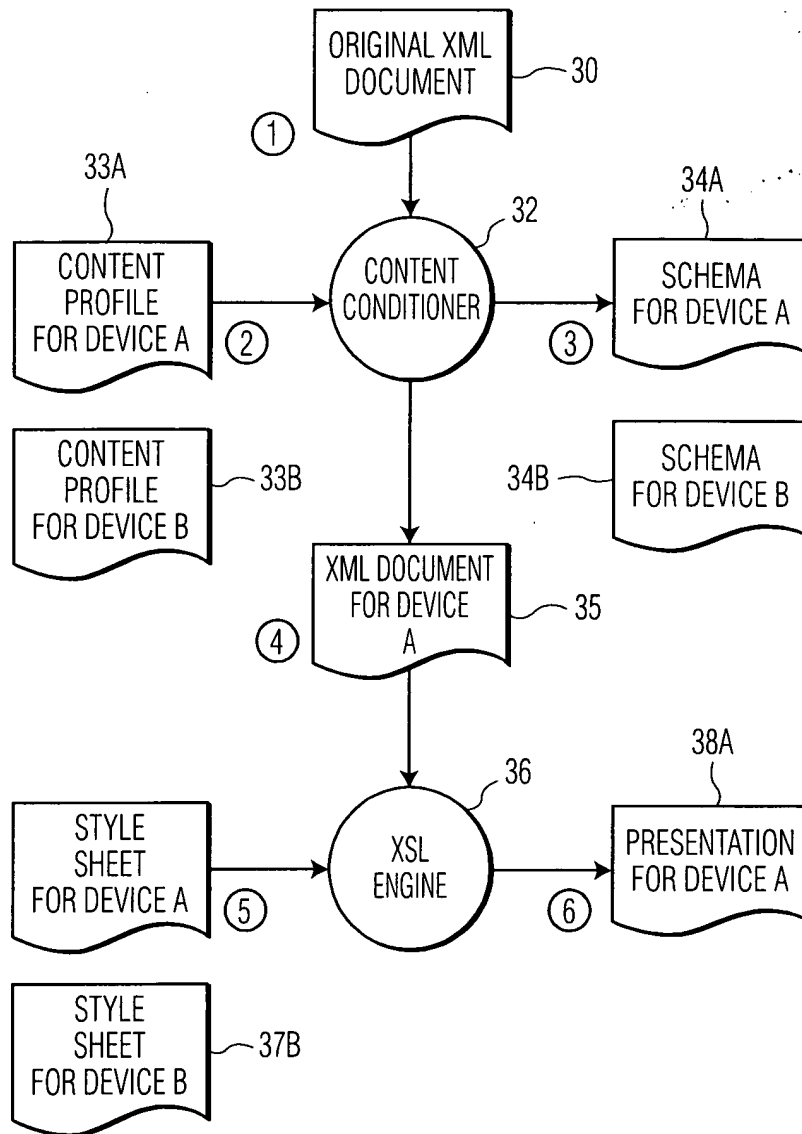 ORIGINAL XML
DOCUMENT
30
1
33A
32
34A
CONTENT
PROFILE
FOR DEVICE A
2
CONTENT
CONDITIONER
3
SCHEMA
FOR DEVICE A
CONTENT
PROFILE
FOR DEVICE B
33B
34B
SCHEMA
FOR DEVICE B
XML DOCUMENT
FOR DEVICE
A
35
4
36
38A
STYLE
SHEET
FOR DEVICE A
5
XSL
ENGINE
6
PRESENTATION
FOR DEVICE A
STYLE
SHEET
FOR DEVICE B
37B